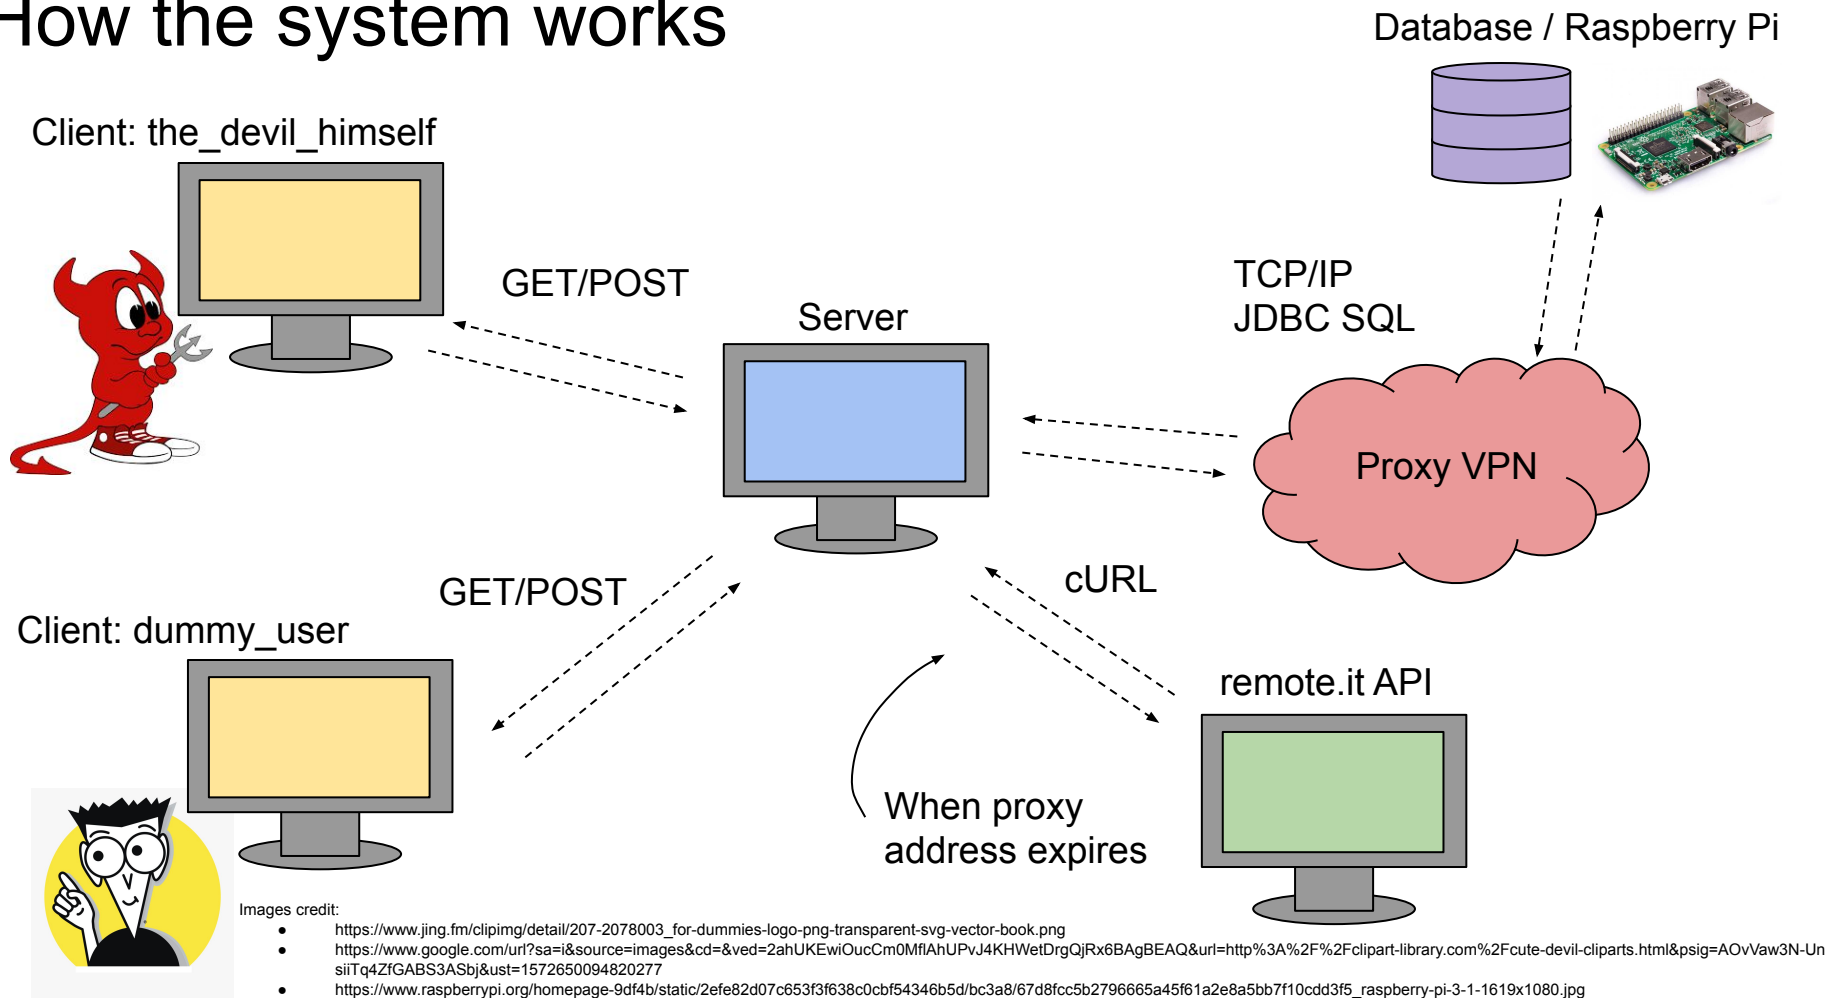 How the system works
Database / Raspberry Pi
Client: the_devil_himself
GET/POST
Server
TCP/IP
JDBC SQL
Proxy VPN
GET/POST
cURL
Client: dummy_user
remote.it API
When proxy
address expires
Images credit:
● https://www.jing.fm/clipimg/detail/207-2078003_for-dummies-logo-png-transparent-svg-vector-book.png
● https://www.google.com/url?sa=i&source=images&cd=&ved=2ahUKEwiOucCm0MflAhUPvJ4KHWetDrgQjRx6BAgBEAQ&url=http%3A%2F%2Fclipart-library.com%2Fcute-devil-cliparts.html&psig=AOvVaw3N-Un
siiTq4ZfGABS3ASbj&ust=1572650094820277
● https://www.raspberrypi.org/homepage-9df4b/static/2efe82d07c653f3f638c0cbf54346b5d/bc3a8/67d8fcc5b2796665a45f61a2e8a5bb7f10cdd3f5_raspberry-pi-3-1-1619x1080.jpg